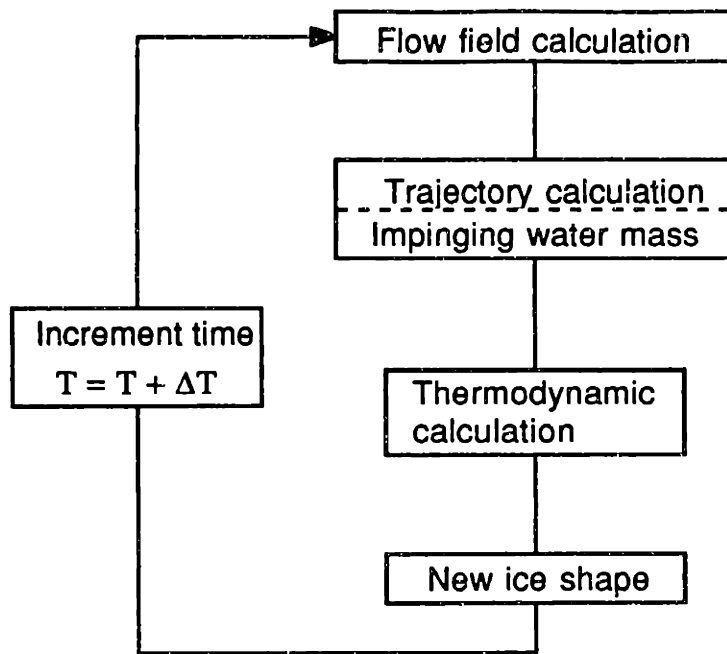 Flow field calculation
Trajectory calculation
Impinging water mass
Increment time
T = T + ΔT
Thermodynamic
calculation
New ice shape